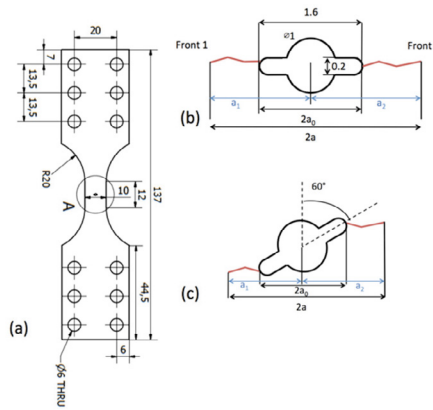 20
7
13,5
13,5
R20
A
10
12
137
44,5
6
Ø6 THRU
(a)
1.6
⌀1
Front 1
Front
0.2
a1
a2
(b)
2a0
2a
60°
(c)
a1
a2
2a0
2a